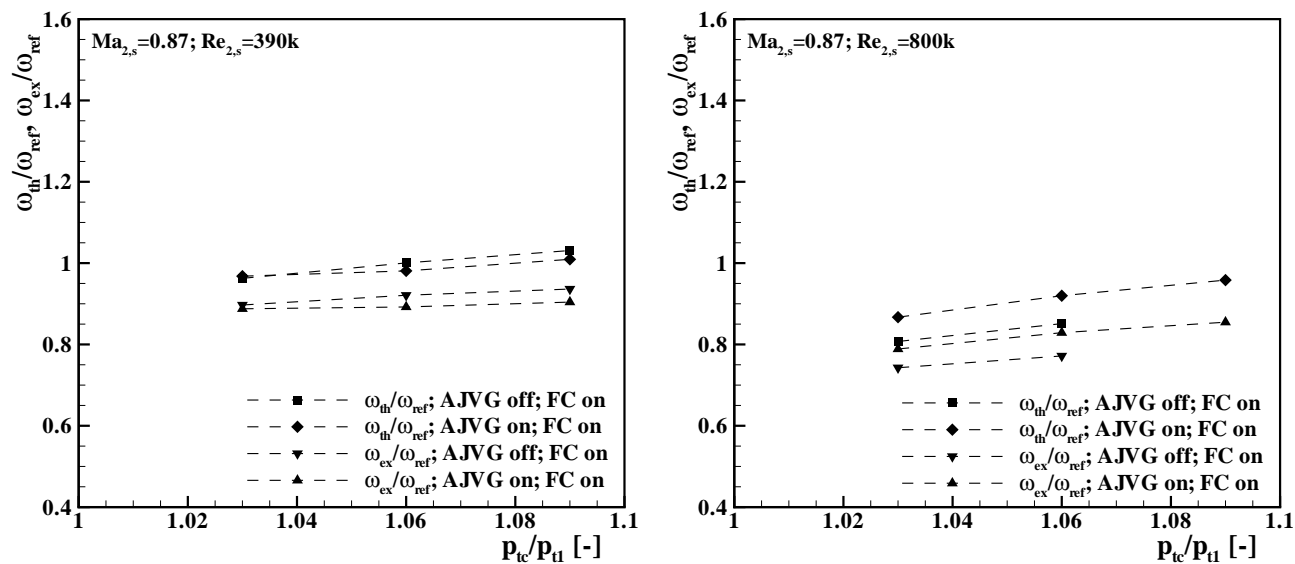 Ma2,s=0.87; Re2,s=390k
ωth/ωref, ωex/ωref
1.6
1.4
1.2
1
0.8
0.6
0.4
ωth/ωref; AJVG off; FC on
ωth/ωref; AJVG on; FC on
ωex/ωref; AJVG off; FC on
ωex/ωref; AJVG on; FC on
1 1.02 1.04 1.06 1.08 1.1
ptc/pt1 [-]
Ma2,s=0.87; Re2,s=800k
ωth/ωref, ωex/ωref
1.6
1.4
1.2
1
0.8
0.6
0.4
ωth/ωref; AJVG off; FC on
ωth/ωref; AJVG on; FC on
ωex/ωref; AJVG off; FC on
ωex/ωref; AJVG on; FC on
1 1.02 1.04 1.06 1.08 1.1
ptc/pt1 [-]